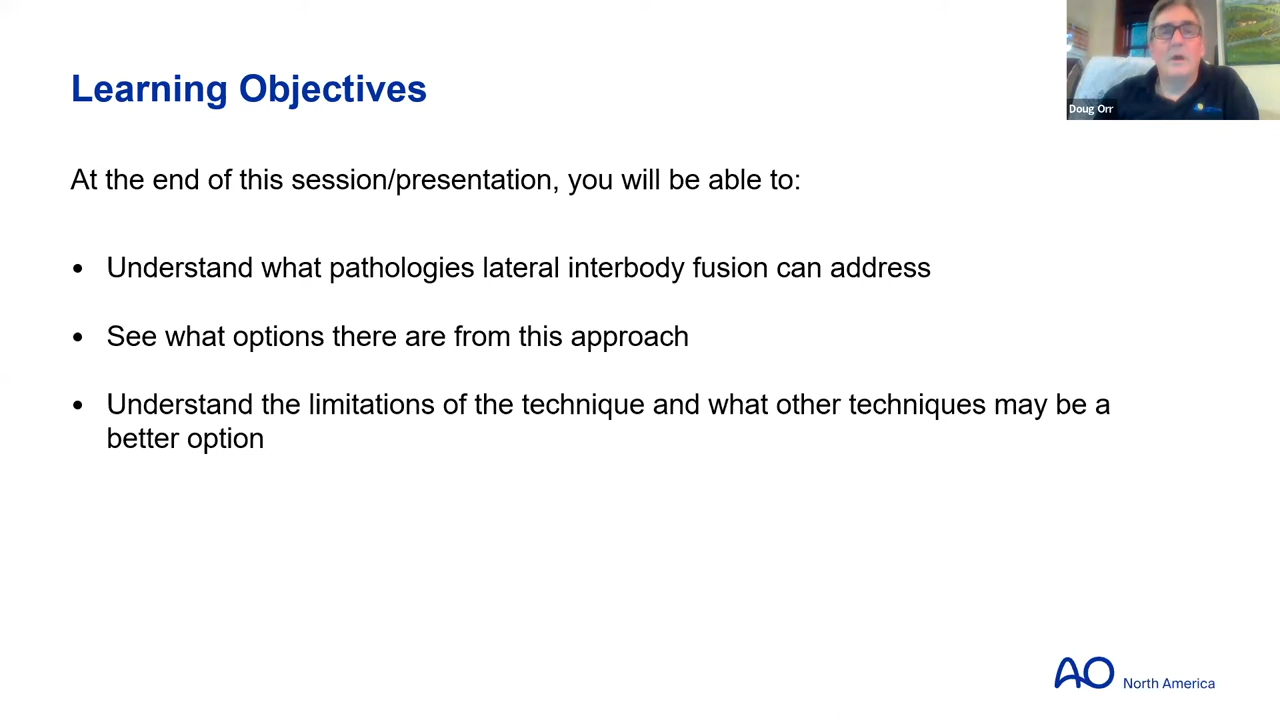 Learning Objectives
Doug Orr
At the end of this session/presentation, you will be able to:
• Understand what pathologies lateral interbody fusion can address
• See what options there are from this approach
• Understand the limitations of the technique and what other techniques may be a
better option
AO North America